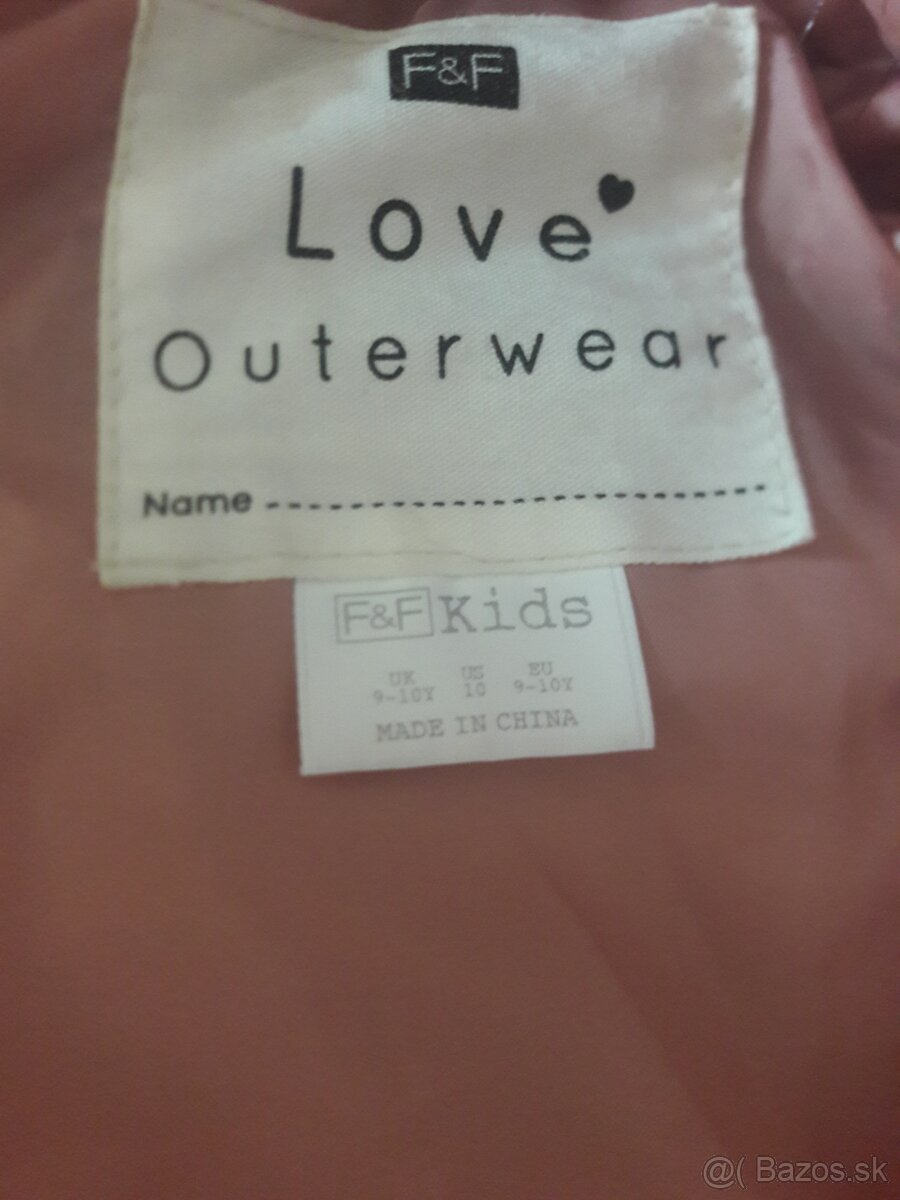 F&F
Love
Outerwear
Name
F&F Kids
UK US EU
9-10Y 10 9-10Y
MADE IN CHINA
@( Bazos.sk